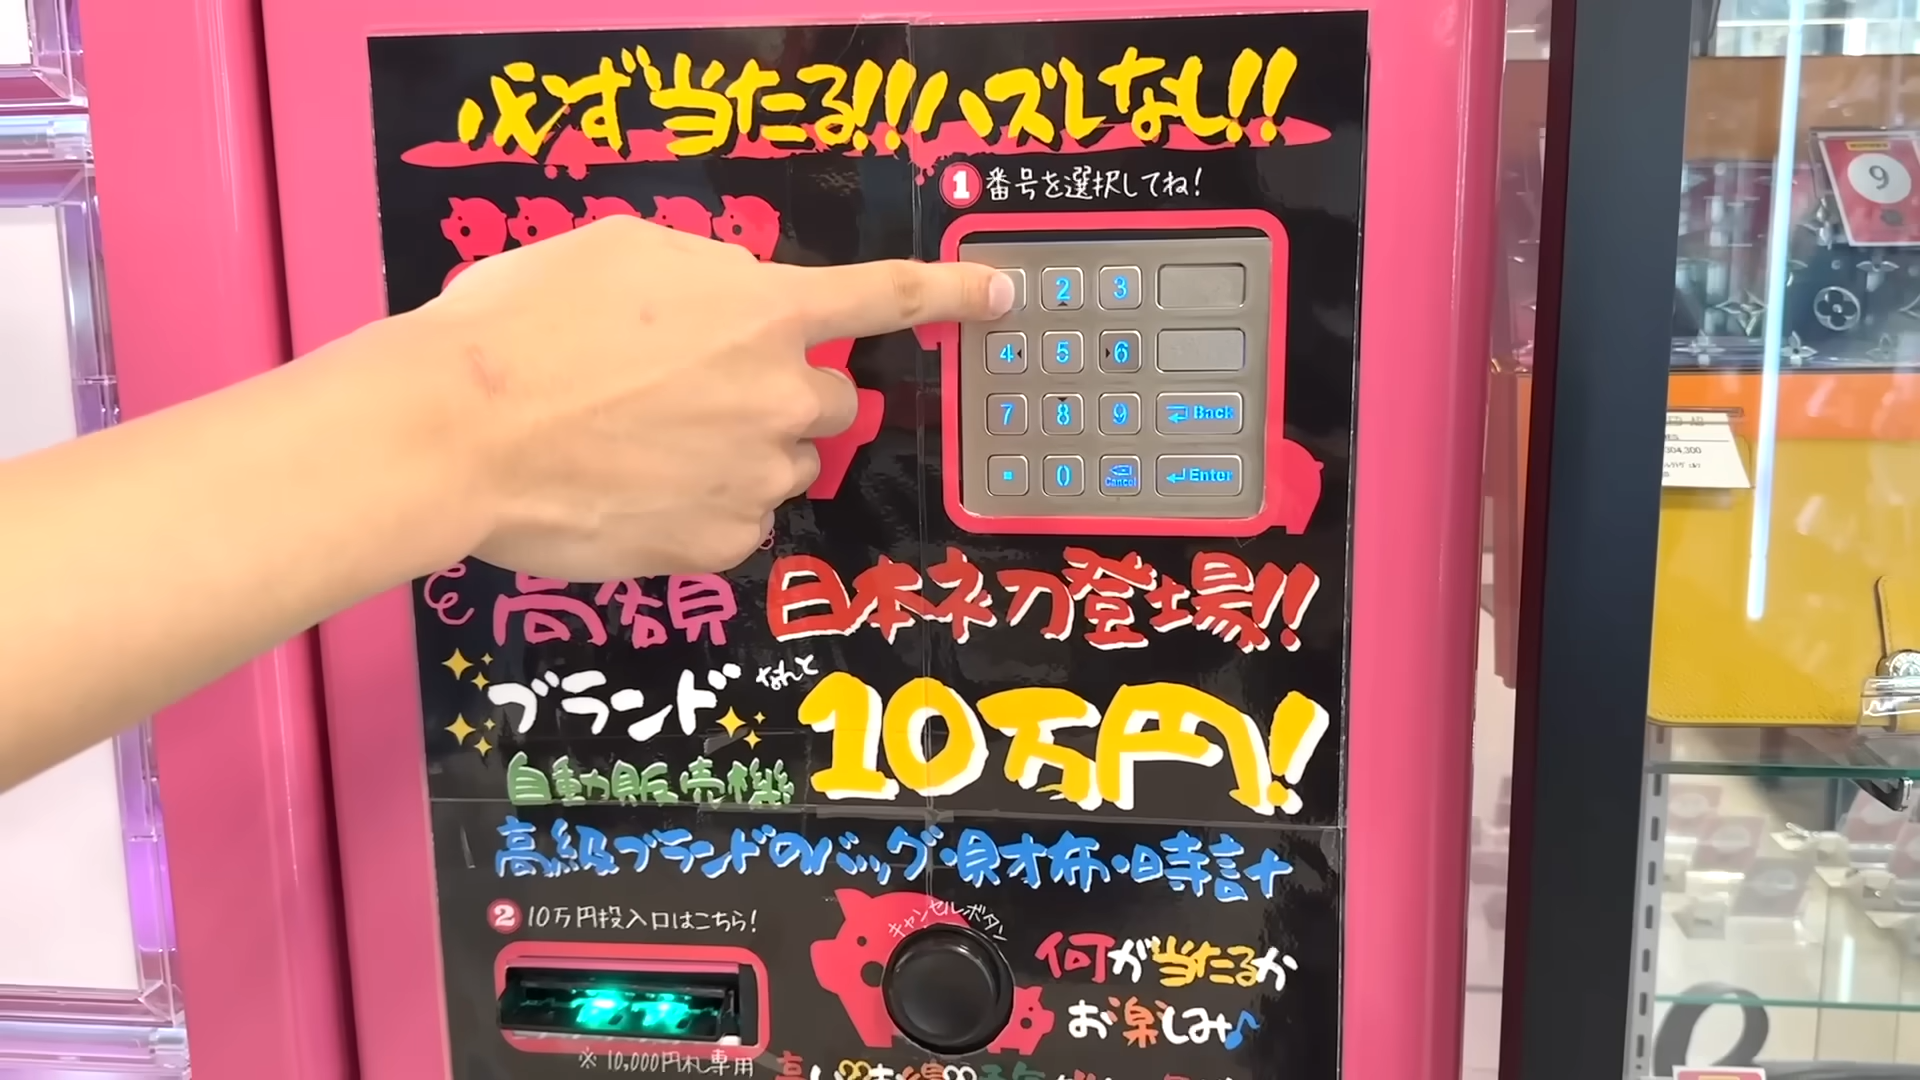 必ず当たる!!ハズレなし!!
1 番号を選択してね!
2 3
4 5 6
7 8 9 Back
0 Cancel Enter
高額 日本初登場!!
ブランド なんと 10万円!
自動販売機
高級ブランドのバッグ・財布・時計
2 10万円投入口はこちら!
キャンセルボタン
何が当たるか
お楽しみ♪
※10,000円札専用
9
304,300